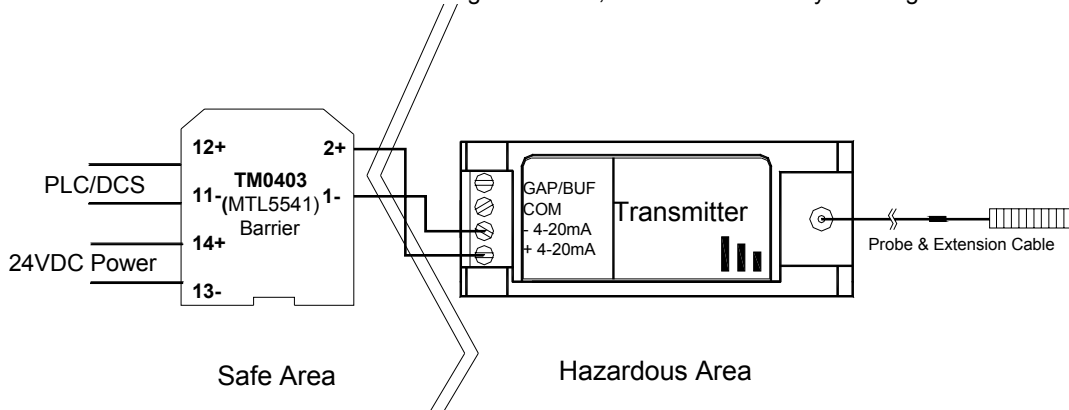 12+
2+
PLC/DCS
TM0403
11-
(MTL5541)
1-
Barrier
14+
24VDC Power
13-
GAP/BUF
COM
- 4-20mA
+ 4-20mA
Transmitter
Probe & Extension Cable
Safe Area
Hazardous Area